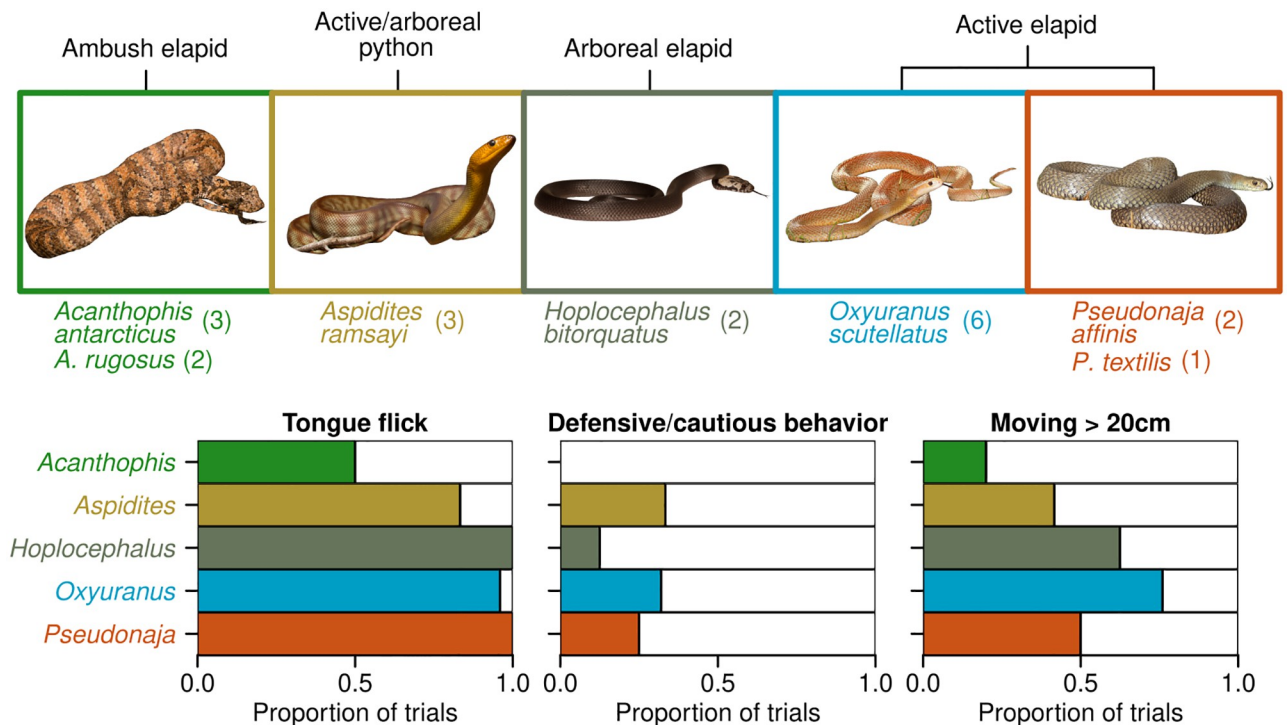 Ambush elapid
Active/arboreal
python
Arboreal elapid
Active elapid
Acanthophis
antarcticus (3)
A. rugosus (2)
Aspidites
ramsayi (3)
Hoplocephalus
bitorquatus (2)
Oxyuranus
scutellatus (6)
Pseudonaja
affinis (2)
P. textilis (1)
Tongue flick
Defensive/cautious behavior
Moving > 20cm
Acanthophis
Aspidites
Hoplocephalus
Oxyuranus
Pseudonaja
0.0 0.5 1.0
0.0 0.5 1.0
0.0 0.5 1.0
Proportion of trials
Proportion of trials
Proportion of trials